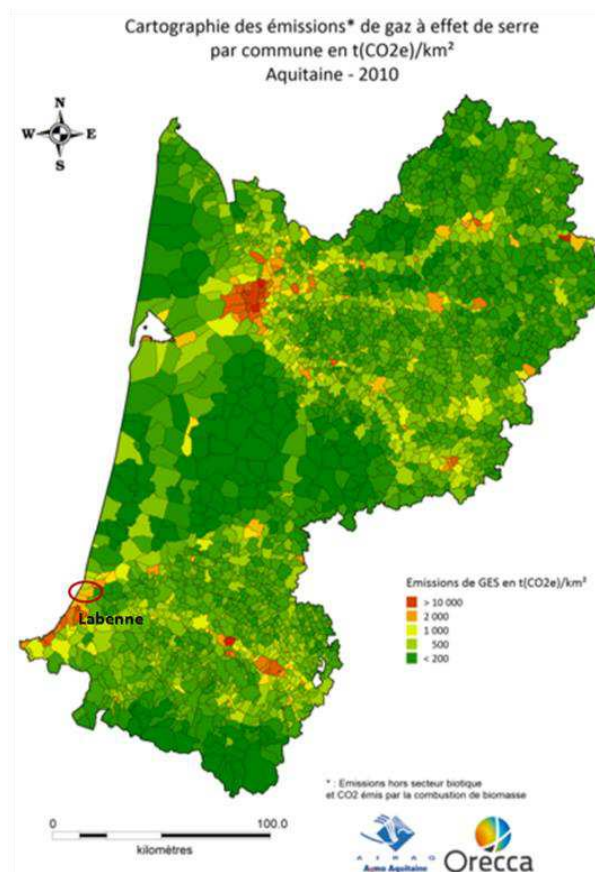 Cartographie des émissions* de gaz à effet de serre
par commune en t(CO2e)/km²
Aquitaine - 2010
N
W E
S
Labenne
Emissions de GES en t(CO2e)/km²
> 10 000
2 000
1 000
500
< 200
* : Emissions hors secteur biotique
et CO2 émis par la combustion de biomasse
0 100.0
kilomètres
A I R A Q
Atmo Aquitaine
Orecca